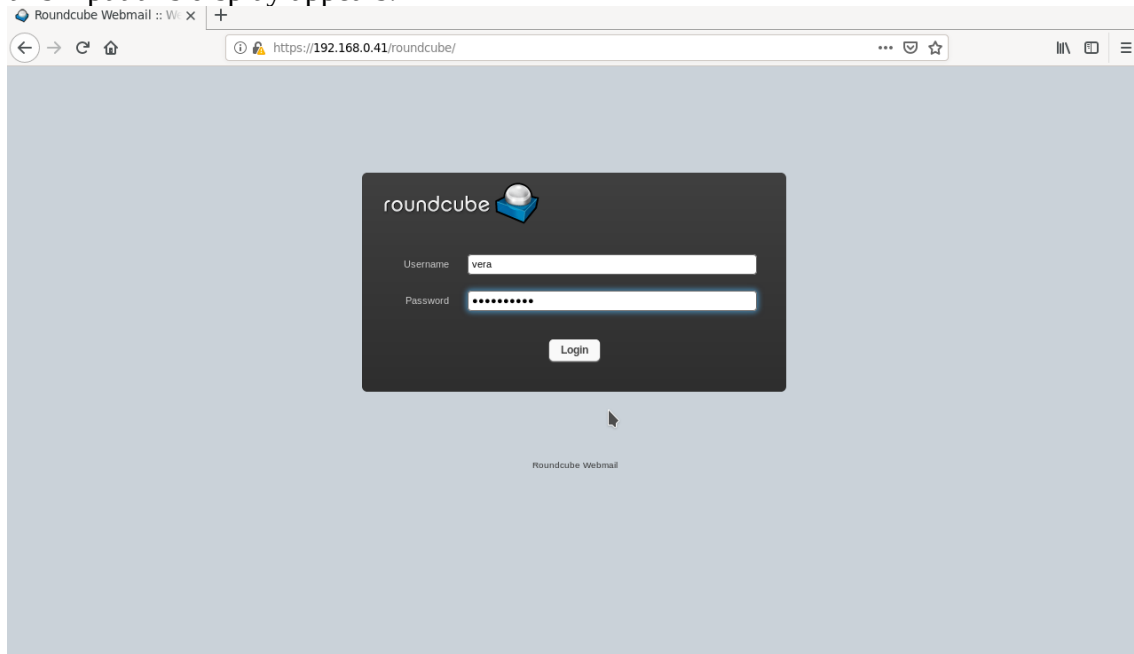 Roundcube Webmail :: W
https://192.168.0.41/roundcube/
roundcube
Username vera
Password ••••••••••
Login
Roundcube Webmail